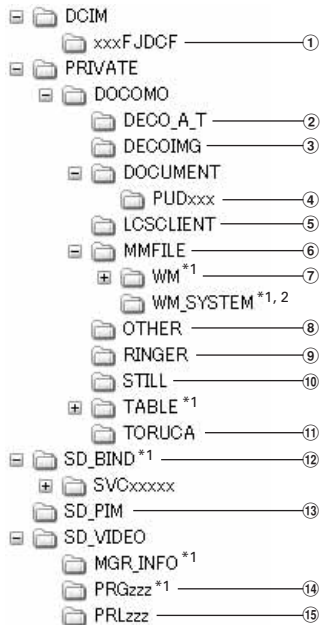 DCIM
xxxFJDCF ①
PRIVATE
DOCOMO
DECO_A_T ②
DECOIMG ③
DOCUMENT
PUDxxx ④
LCSCLIENT ⑤
MMFILE ⑥
WM*1 ⑦
WM_SYSTEM*1, 2
OTHER ⑧
RINGER ⑨
STILL ⑩
TABLE*1
TORUCA ⑪
SD_BIND*1 ⑫
SVCxxxxx
SD_PIM ⑬
SD_VIDEO
MGR_INFO*1
PRGzzz*1 ⑭
PRLzzz ⑮